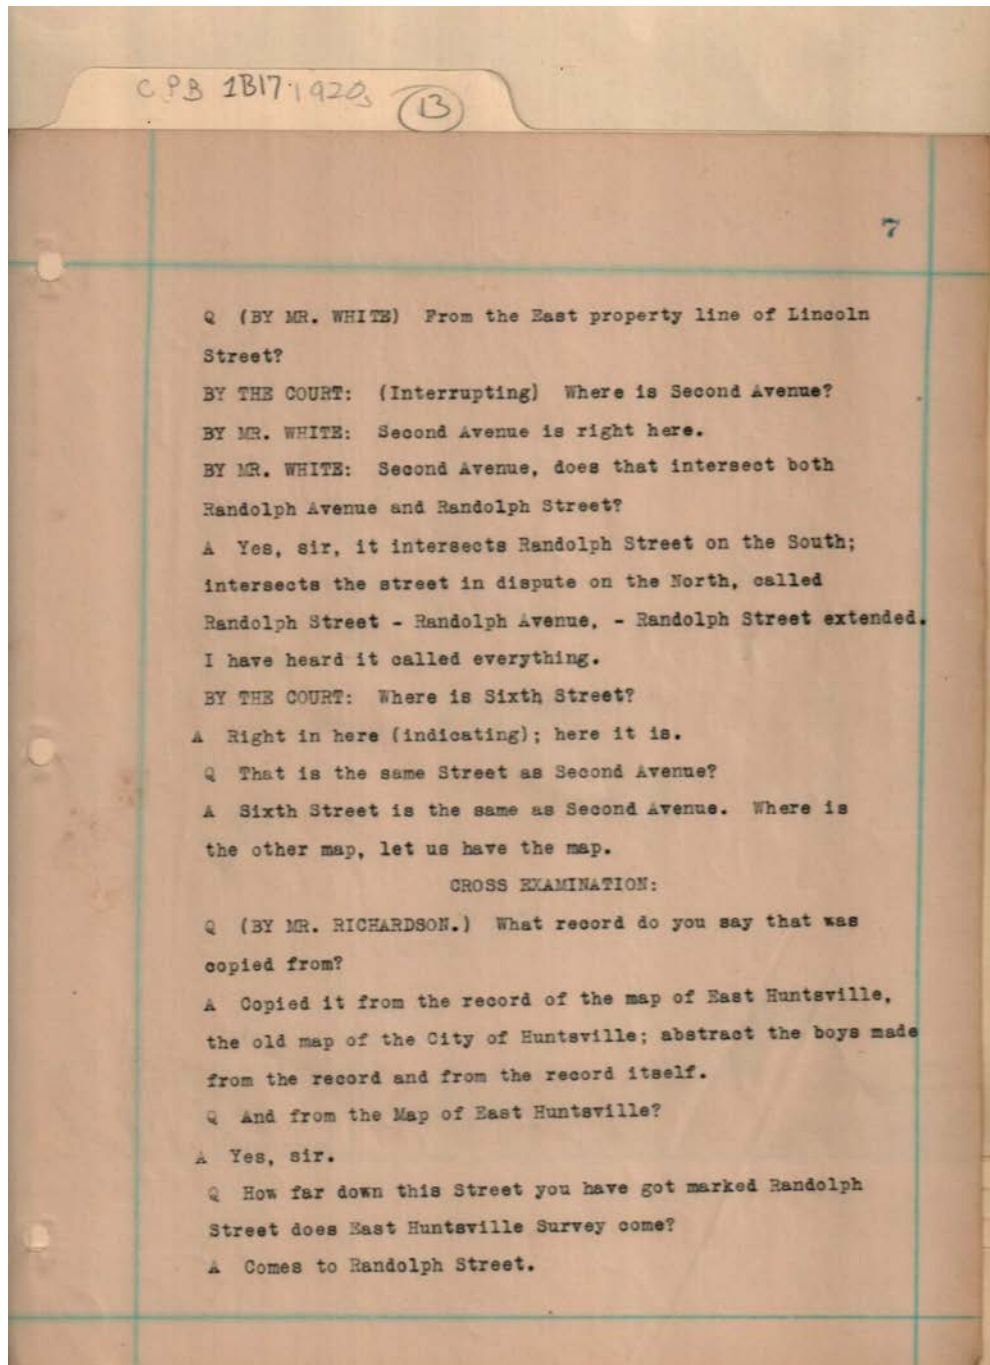 CPB 1B17 1920s 13
7
Q (BY MR. WHITE) From the East property line of Lincoln
Street?
BY THE COURT: (Interrupting) Where is Second Avenue?
BY MR. WHITE: Second Avenue is right here.
BY MR. WHITE: Second Avenue, does that intersect both
Randolph Avenue and Randolph Street?
A Yes, sir, it intersects Randolph Street on the South;
intersects the street in dispute on the North, called
Randolph Street - Randolph Avenue, - Randolph Street extended.
I have heard it called everything.
BY THE COURT: Where is Sixth Street?
A Right in here (indicating); here it is.
Q That is the same Street as Second Avenue?
A Sixth Street is the same as Second Avenue. Where is
the other map, let us have the map.
CROSS EXAMINATION:
Q (BY MR. RICHARDSON.) What record do you say that was
copied from?
A Copied it from the record of the map of East Huntsville,
the old map of the City of Huntsville; abstract the boys made
from the record and from the record itself.
Q And from the Map of East Huntsville?
A Yes, sir.
Q How far down this Street you have got marked Randolph
Street does East Huntsville Survey come?
A Comes to Randolph Street.